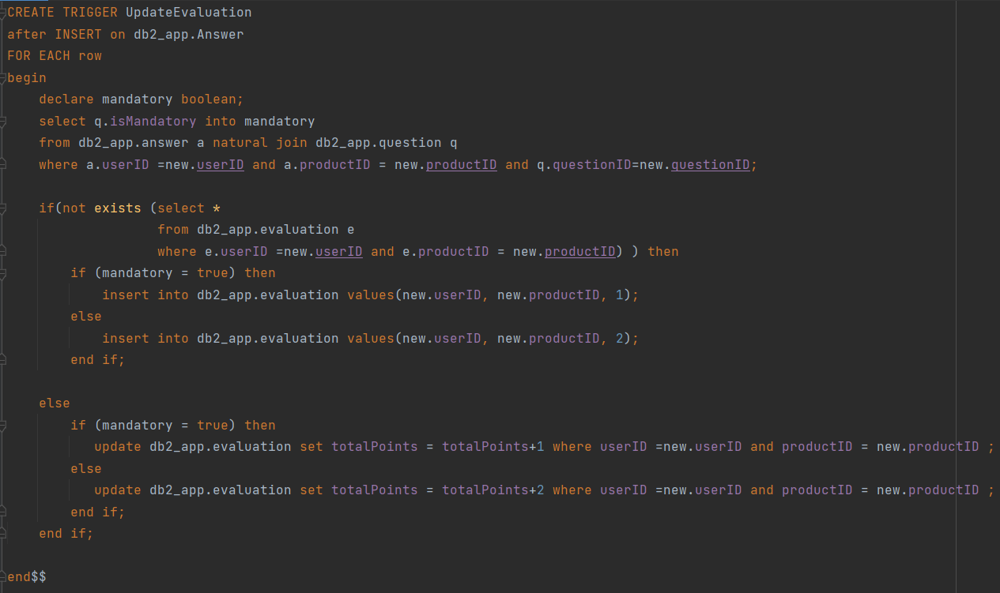 CREATE TRIGGER UpdateEvaluation
after INSERT on db2_app.Answer
FOR EACH row
begin
    declare mandatory boolean;
    select q.isMandatory into mandatory
    from db2_app.answer a natural join db2_app.question q
    where a.userID =new.userID and a.productID = new.productID and q.questionID=new.questionID;

    if(not exists (select *
                   from db2_app.evaluation e
                   where e.userID =new.userID and e.productID = new.productID) ) then
        if (mandatory = true) then
            insert into db2_app.evaluation values(new.userID, new.productID, 1);
        else
            insert into db2_app.evaluation values(new.userID, new.productID, 2);
        end if;

    else
        if (mandatory = true) then
           update db2_app.evaluation set totalPoints = totalPoints+1 where userID =new.userID and productID = new.productID ;
        else
           update db2_app.evaluation set totalPoints = totalPoints+2 where userID =new.userID and productID = new.productID ;
        end if;
    end if;

end$$